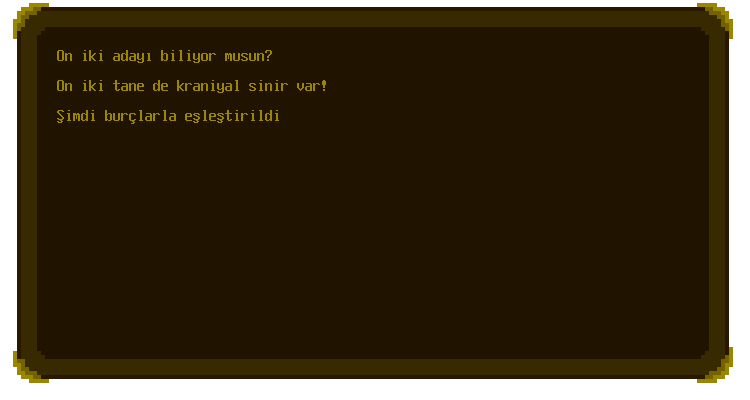 On iki adayı biliyor musun?
On iki tane de kraniyal sinir var!
Şimdi burçlarla eşleştirildi